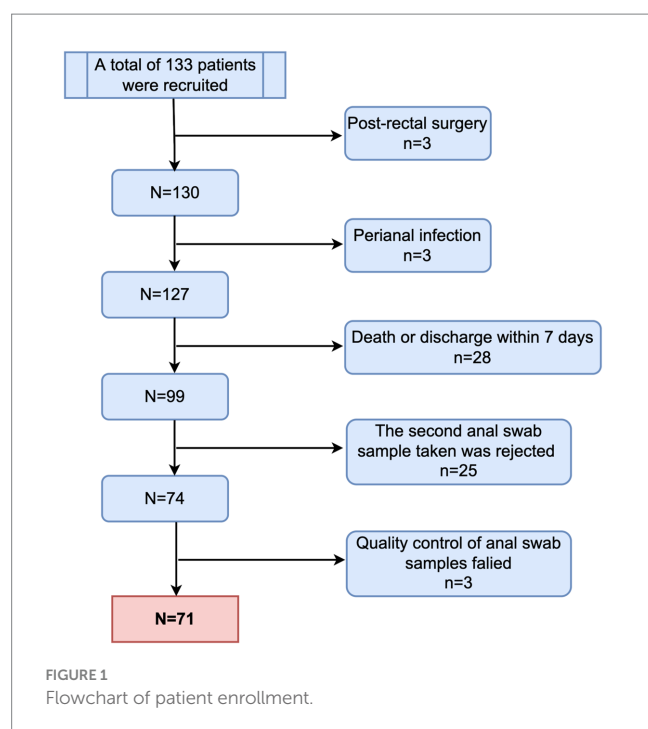 A total of 133 patients
were recruited
Post-rectal surgery
n=3
N=130
Perianal infection
n=3
N=127
Death or discharge within 7 days
n=28
N=99
The second anal swab
sample taken was rejected
n=25
N=74
Quality control of anal swab
samples falied
n=3
N=71
FIGURE 1
Flowchart of patient enrollment.